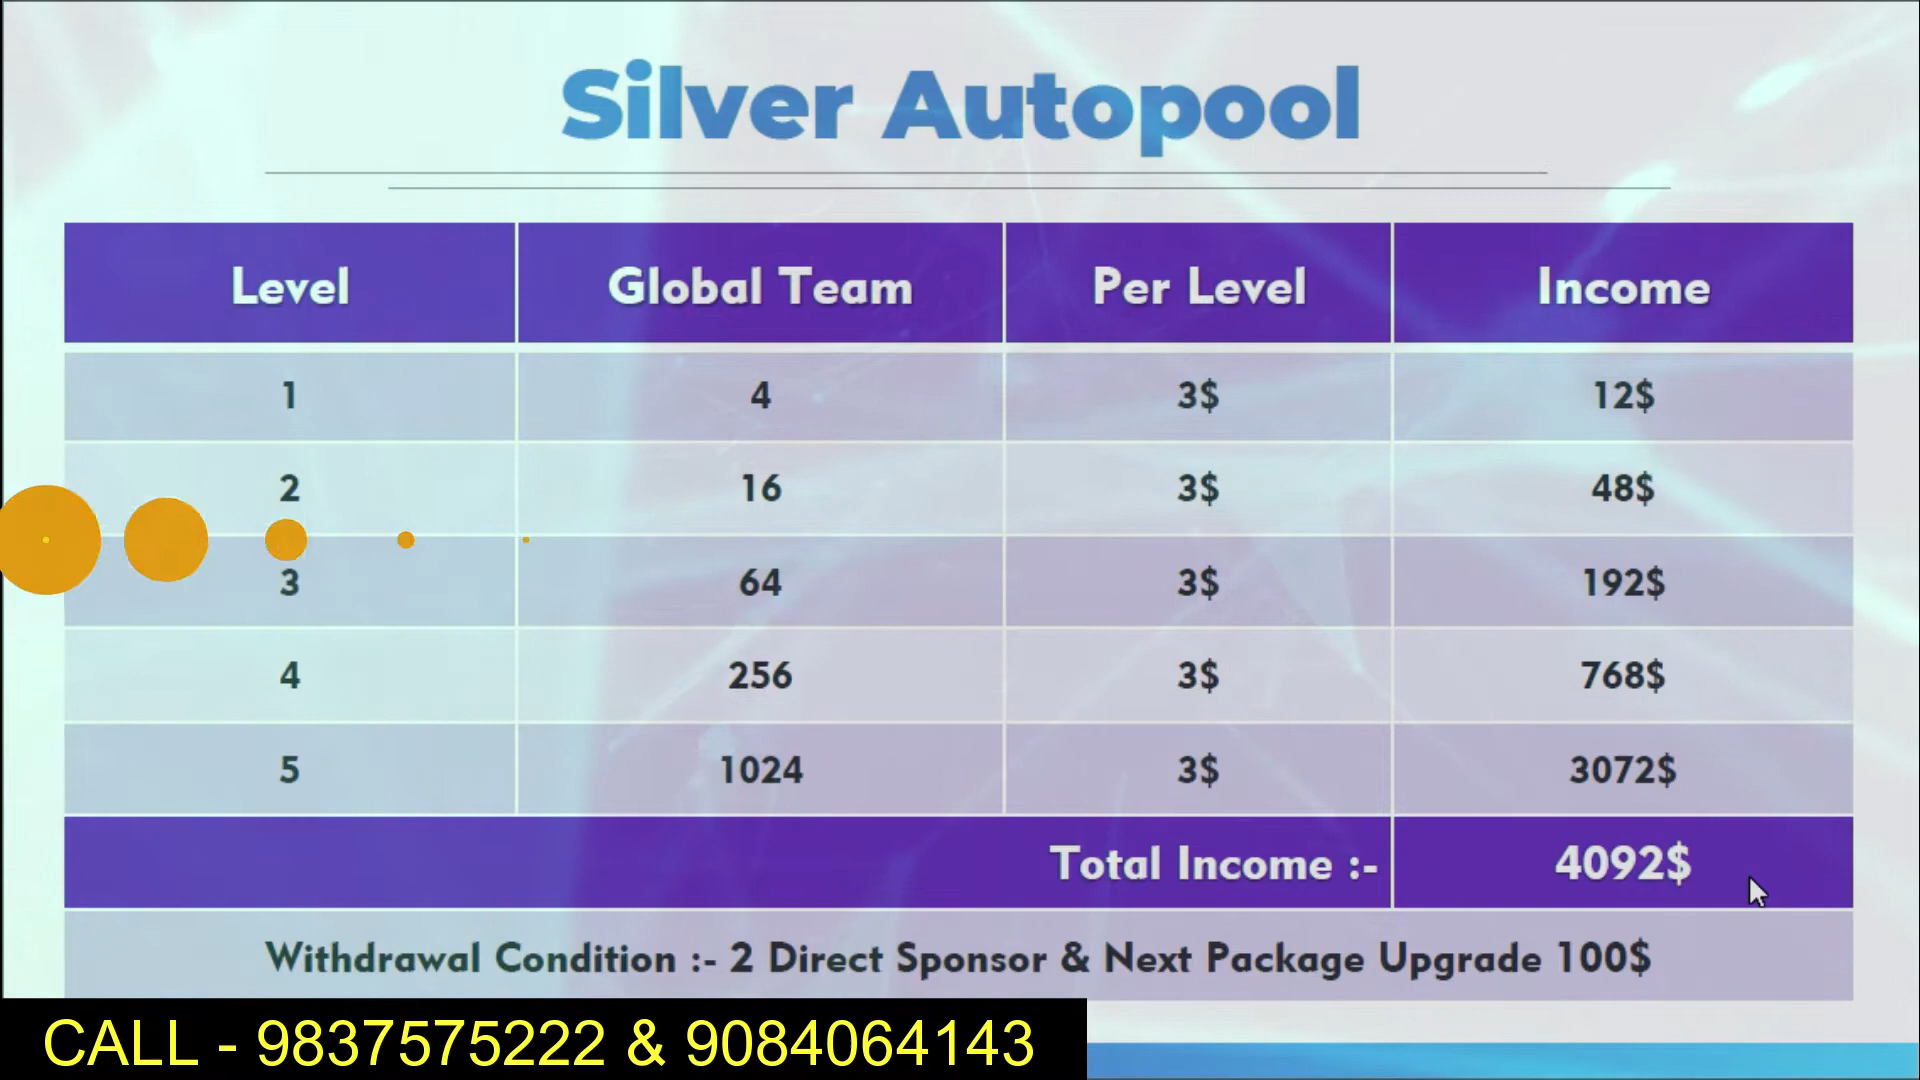 Silver Autopool
Level Global Team Per Level Income
1 4 3$ 12$
2 16 3$ 48$
3 64 3$ 192$
4 256 3$ 768$
5 1024 3$ 3072$
Total Income :- 4092$
Withdrawal Condition :- 2 Direct Sponsor & Next Package Upgrade 100$
CALL - 9837575222 & 9084064143